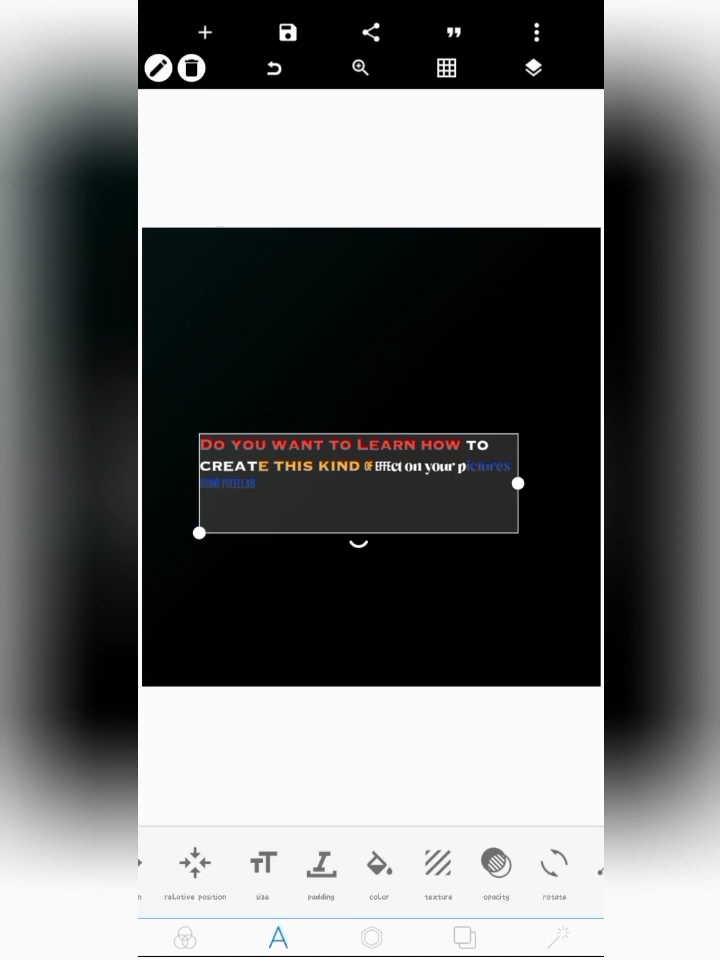 Do you want to Learn how to
create this kind of effect on your pictures
using pixellab
relative position
size
padding
color
texture
opacity
rotate